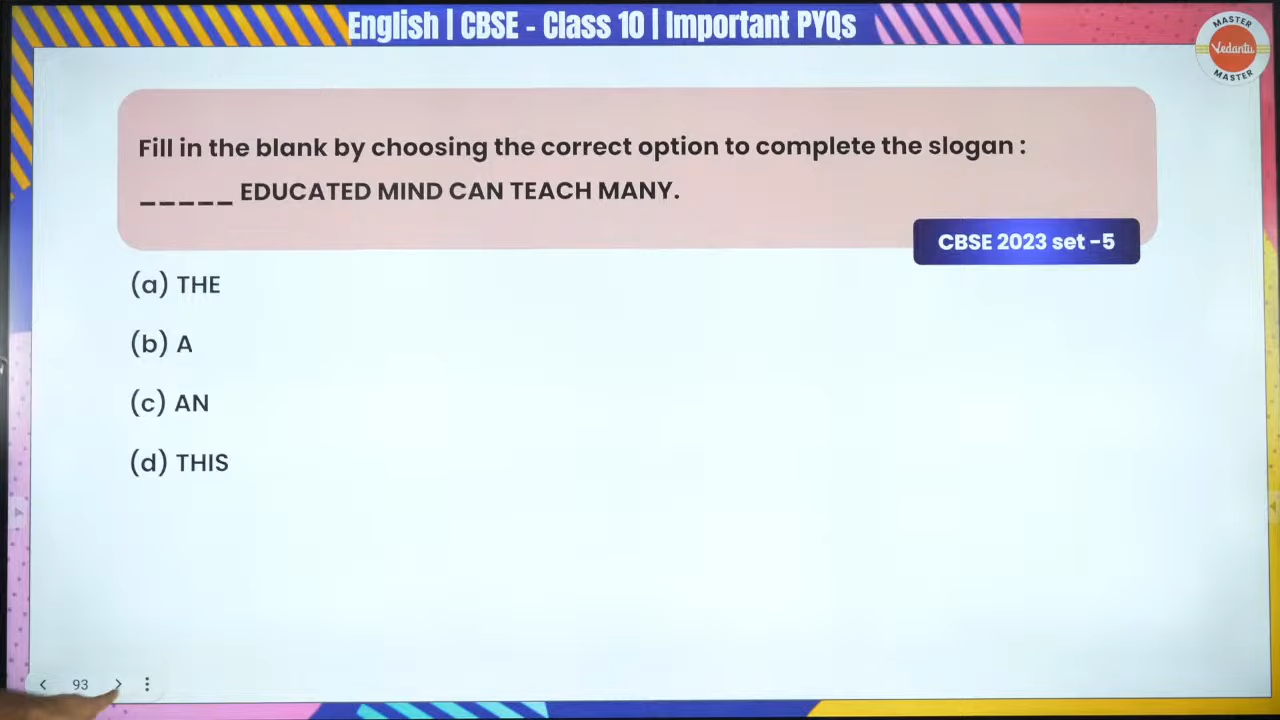 English | CBSE - Class 10 | Important PYQs
MASTER
Vedantu
MASTER
Fill in the blank by choosing the correct option to complete the slogan :
_____ EDUCATED MIND CAN TEACH MANY.
CBSE 2023 set -5
(a) THE
(b) A
(c) AN
(d) THIS
93